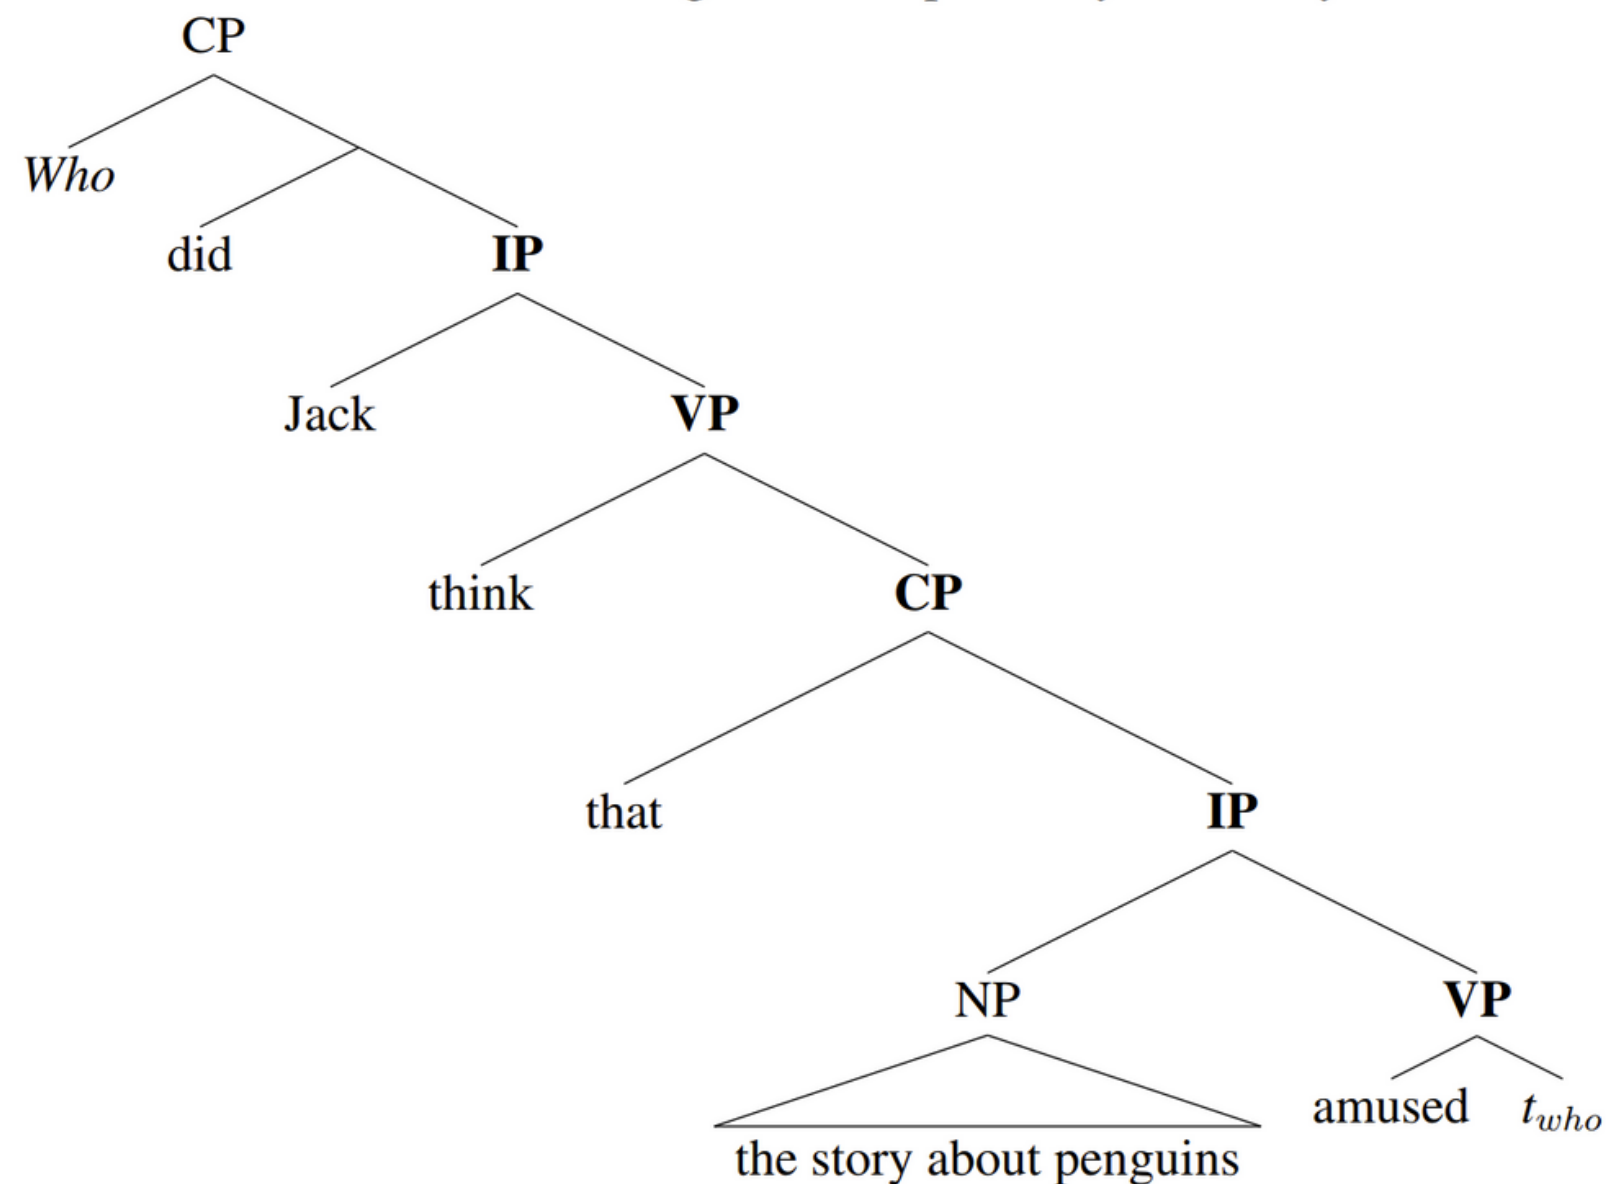 CP
Who
did IP
Jack VP
think CP
that IP
NP VP
amused t_who
the story about penguins